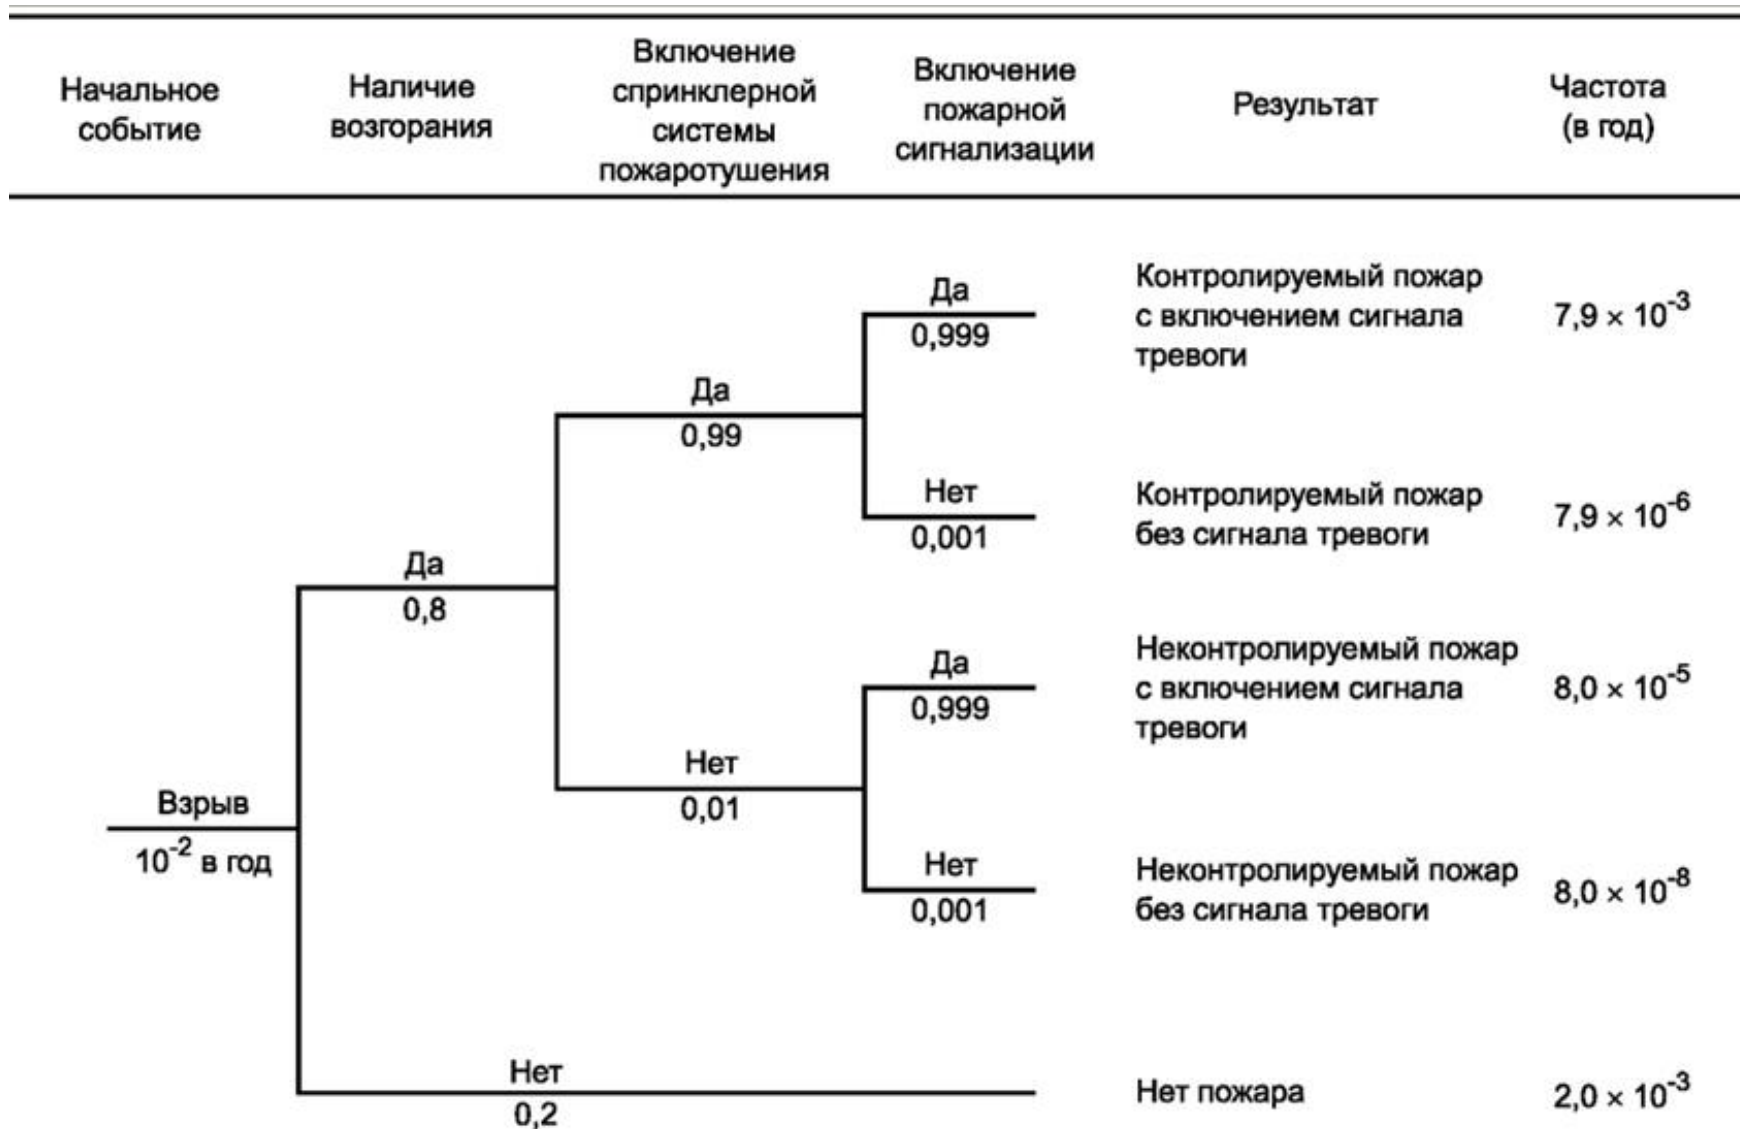 Начальное
событие
Наличие
возгорания
Включение
спринклерной
системы
пожаротушения
Включение
пожарной
сигнализации
Результат
Частота
(в год)
Да
0,999
Контролируемый пожар
с включением сигнала
тревоги
7,9 × 10⁻³
Да
0,99
Нет
0,001
Контролируемый пожар
без сигнала тревоги
7,9 × 10⁻⁶
Да
0,8
Да
0,999
Неконтролируемый пожар
с включением сигнала
тревоги
8,0 × 10⁻⁵
Нет
0,01
Взрыв
10⁻² в год
Нет
0,001
Неконтролируемый пожар
без сигнала тревоги
8,0 × 10⁻⁸
Нет
0,2
Нет пожара
2,0 × 10⁻³